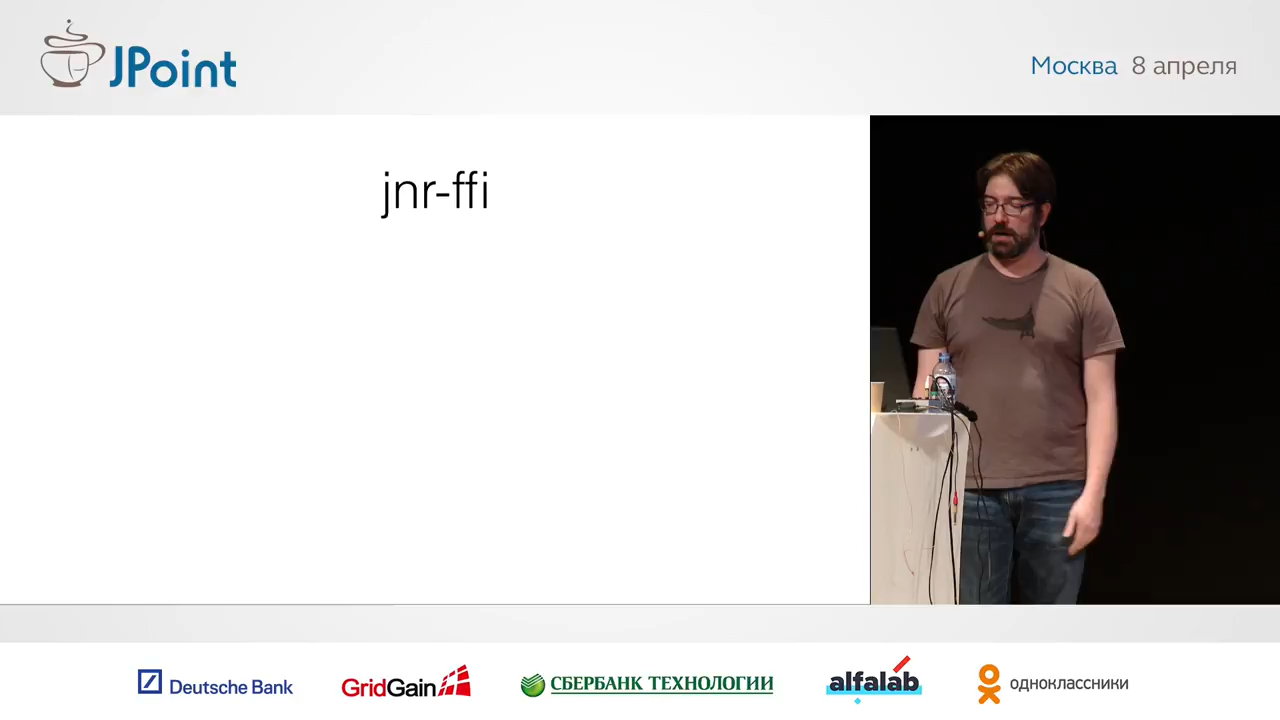 JPoint
Москва 8 апреля
jnr-ffi
Deutsche Bank
GridGain
СБЕРБАНК ТЕХНОЛОГИИ
alfalab
одноклассники